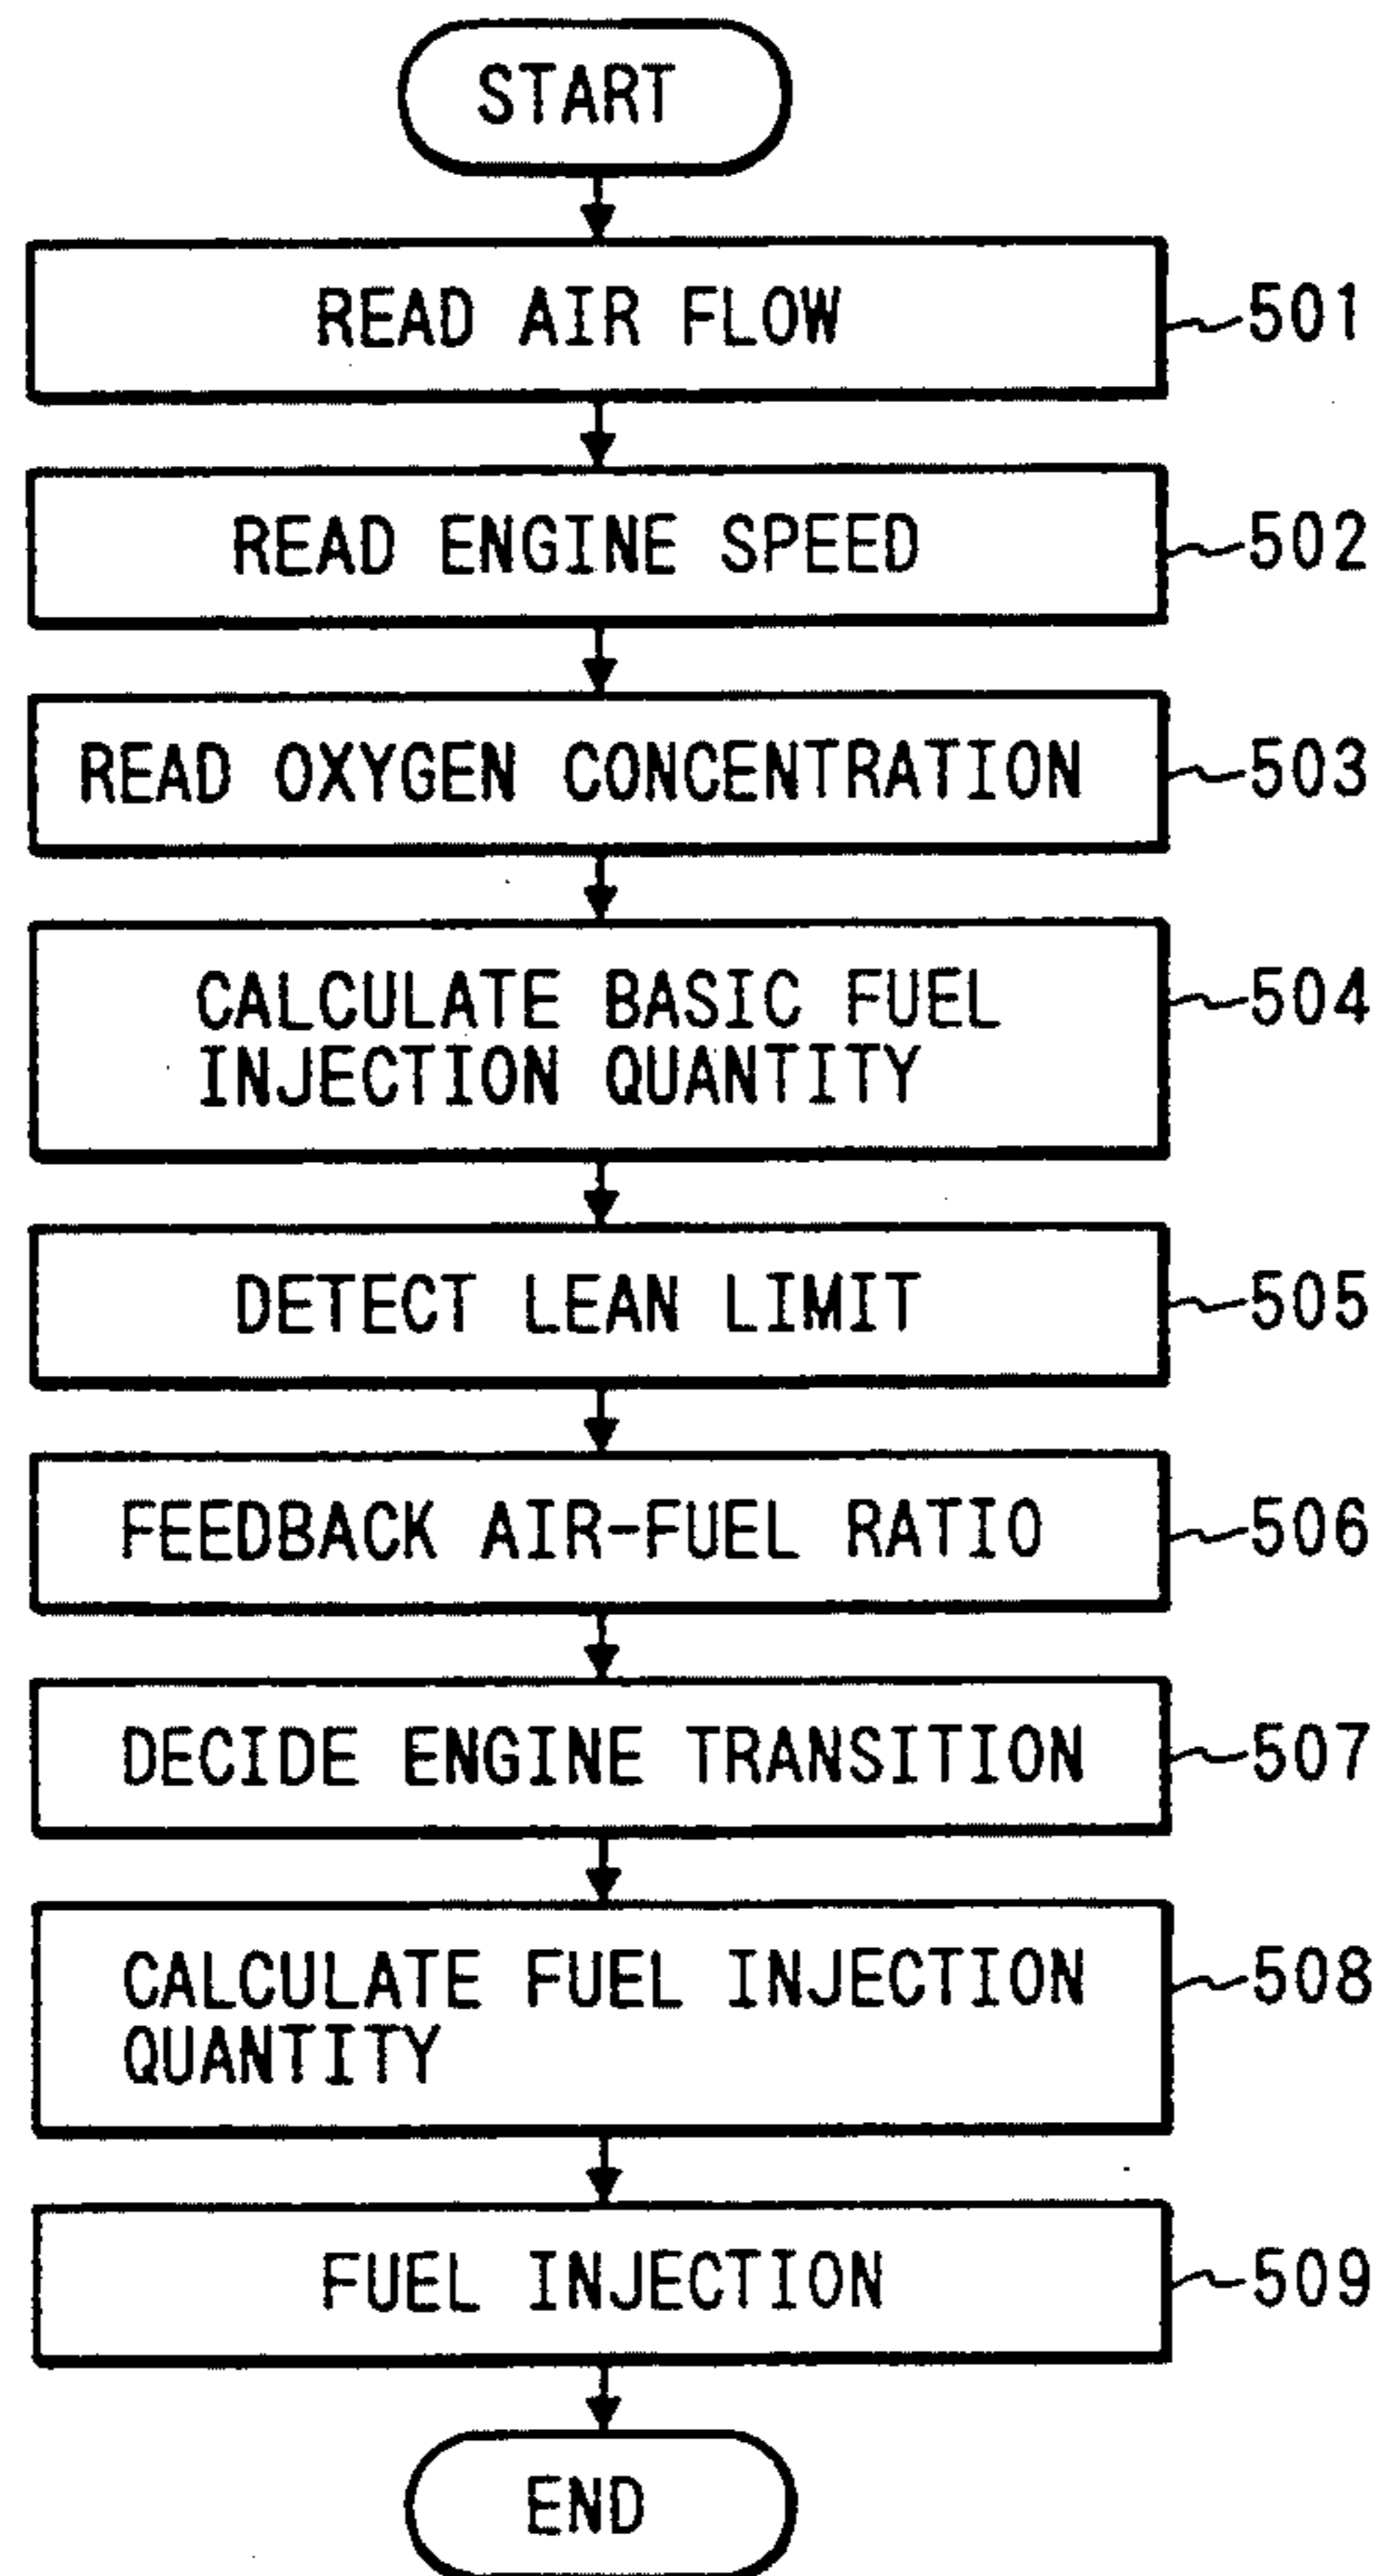 START
READ AIR FLOW
501
READ ENGINE SPEED
502
READ OXYGEN CONCENTRATION
503
CALCULATE BASIC FUEL
INJECTION QUANTITY
504
DETECT LEAN LIMIT
505
FEEDBACK AIR-FUEL RATIO
506
DECIDE ENGINE TRANSITION
507
CALCULATE FUEL INJECTION
QUANTITY
508
FUEL INJECTION
509
END